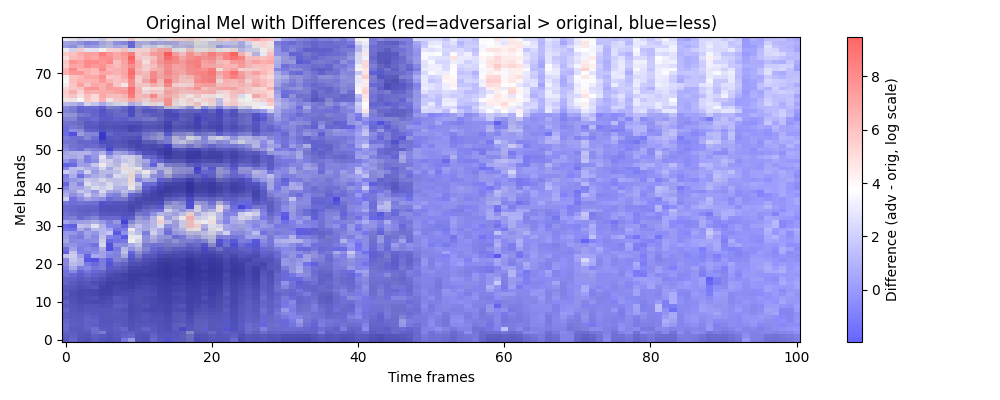 Original Mel with Differences (red=adversarial > original, blue=less)
Mel bands
70
60
50
40
30
20
10
0
0 20 40 60 80 100
Time frames
8
6
4
2
0
Difference (adv - orig, log scale)